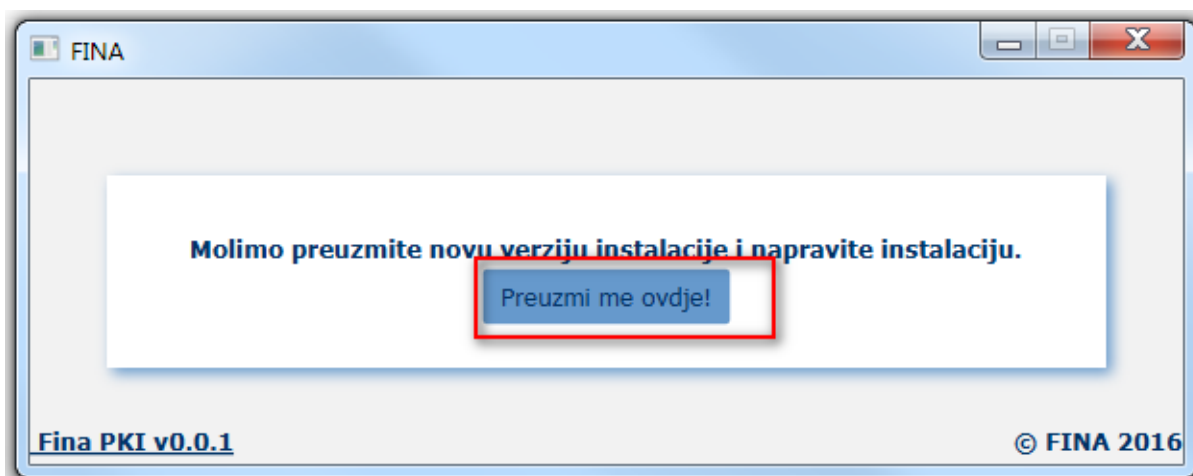 FINA
Molimo preuzmite novu verziju instalacije i napravite instalaciju.
Preuzmi me ovdje!
Fina PKI v0.0.1
© FINA 2016